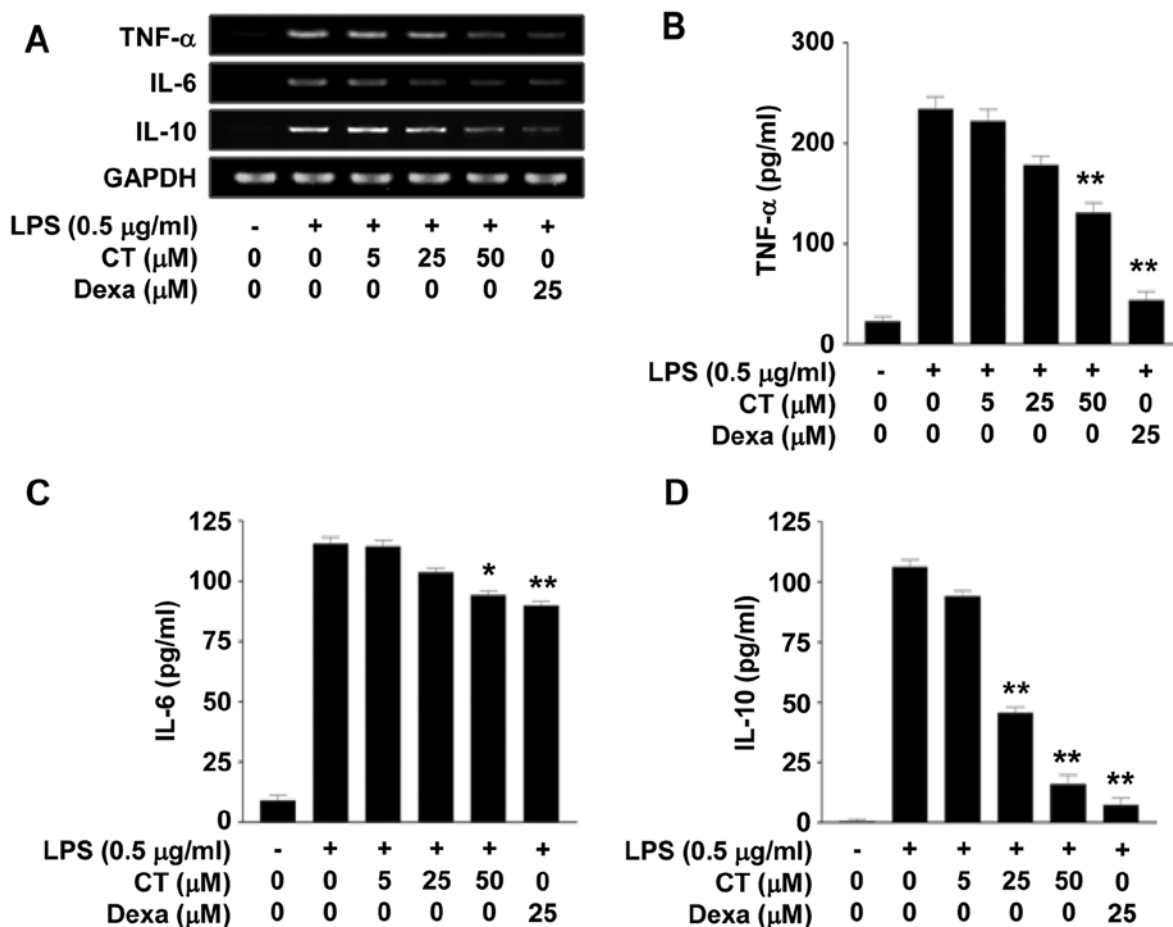 A
TNF-α
IL-6
IL-10
GAPDH
LPS (0.5 μg/ml) - + + + + +
CT (μM) 0 0 5 25 50 0
Dexa (μM) 0 0 0 0 0 25
B
300
200
100
0
TNF-α (pg/ml)
**
**
LPS (0.5 μg/ml) - + + + + +
CT (μM) 0 0 5 25 50 0
Dexa (μM) 0 0 0 0 0 25
C
125
100
75
50
25
0
IL-6 (pg/ml)
*
**
LPS (0.5 μg/ml) - + + + + +
CT (μM) 0 0 5 25 50 0
Dexa (μM) 0 0 0 0 0 25
D
125
100
75
50
25
0
IL-10 (pg/ml)
**
**
**
LPS (0.5 μg/ml) - + + + + +
CT (μM) 0 0 5 25 50 0
Dexa (μM) 0 0 0 0 0 25